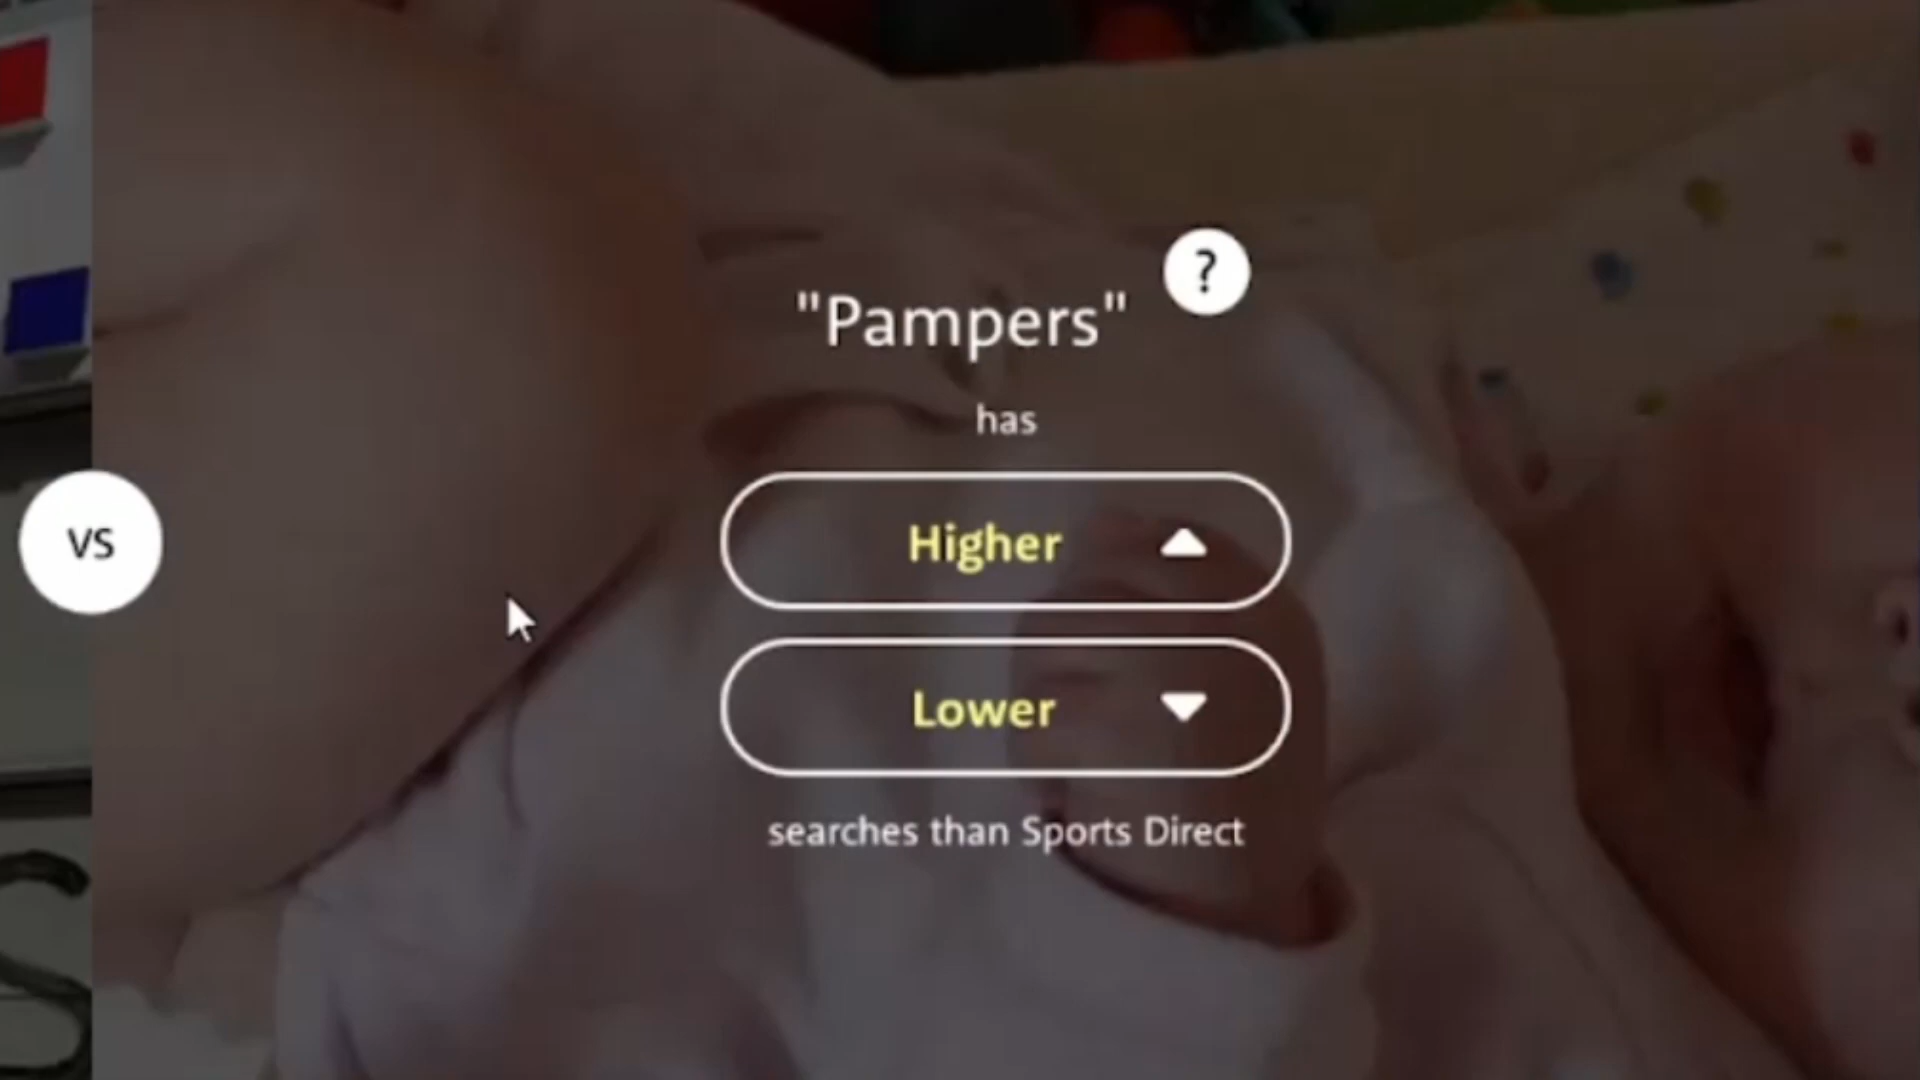 "Pampers"
?
has
VS
Higher
Lower
searches than Sports Direct